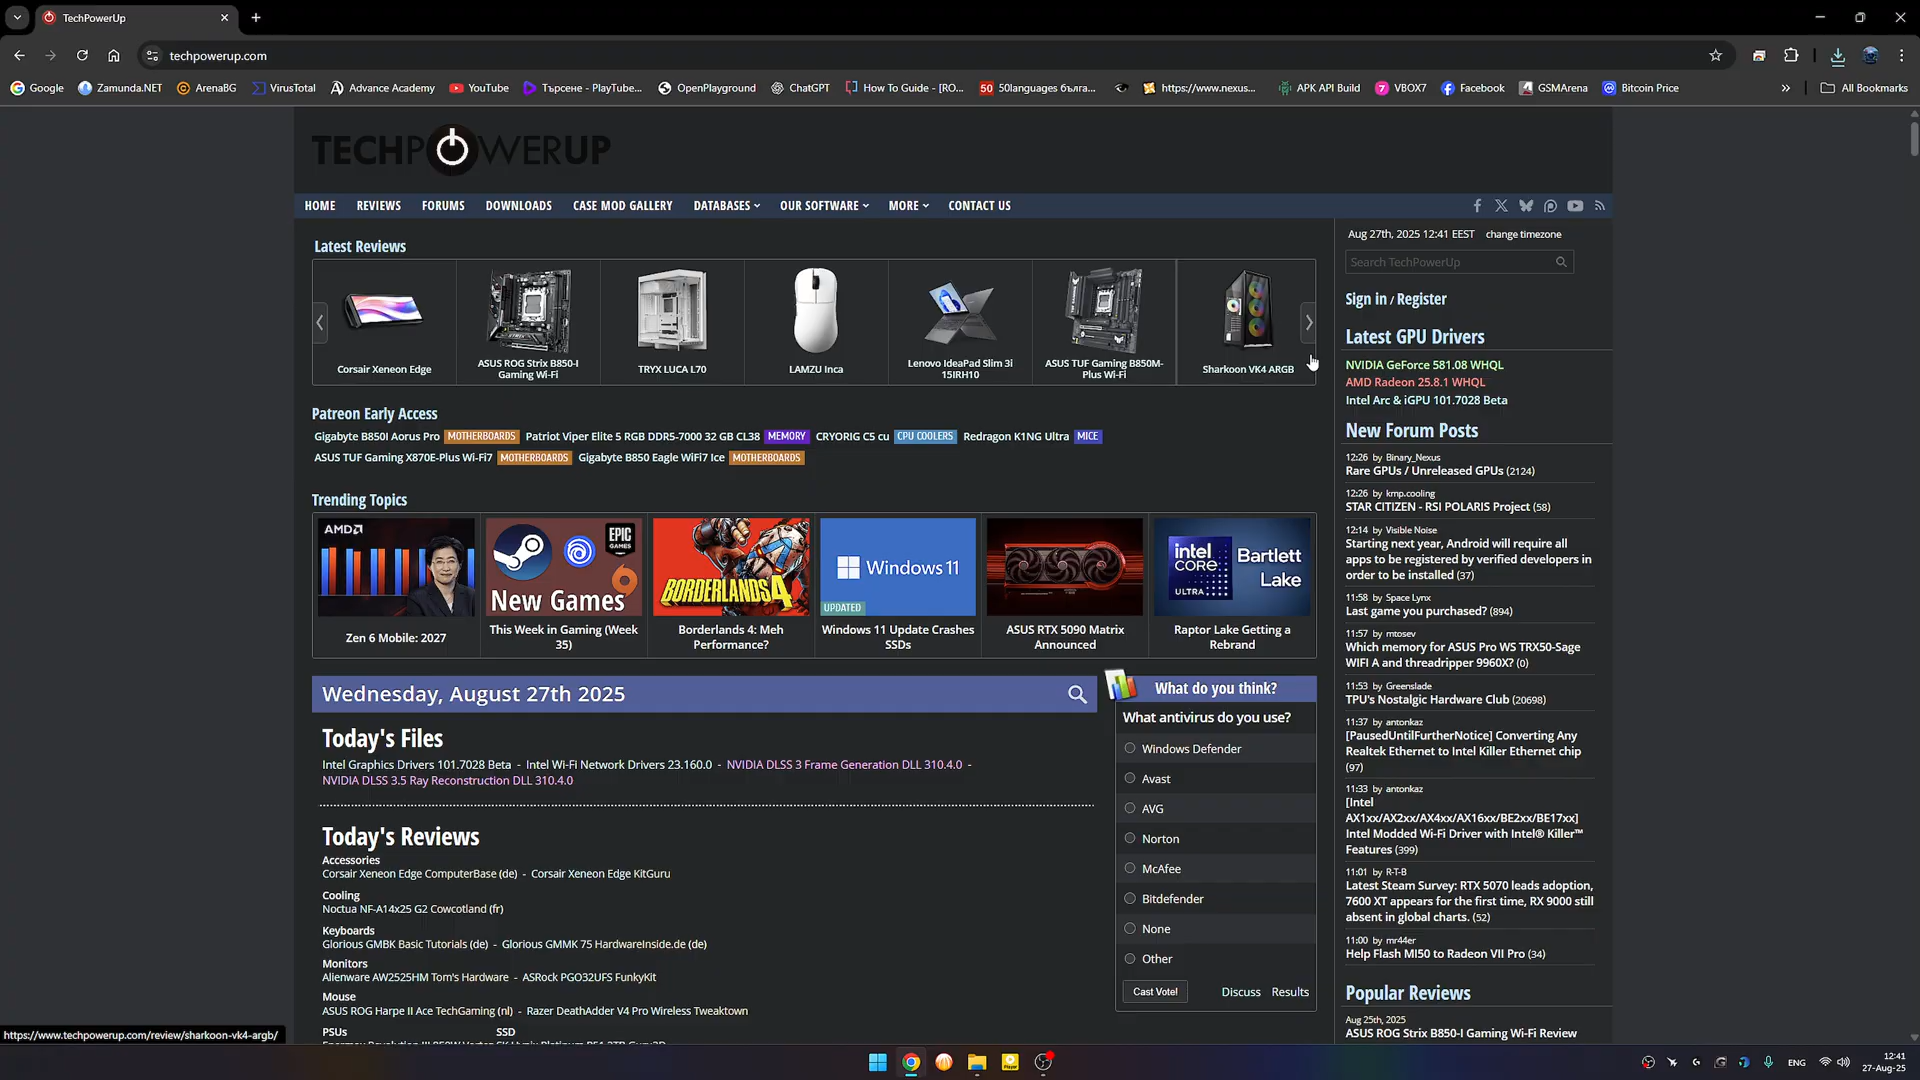 TechPowerUp
techpowerup.com
Google Zamunda.NET ArenaBG VirusTotal Advance Academy YouTube Търсене - PlayTube... OpenPlayground ChatGPT How To Guide - [RO... 50languages бълга... https://www.nexus... APK API Build VBOX7 Facebook GSMArena Bitcoin Price » All Bookmarks
TECHPOWERUP
HOME REVIEWS FORUMS DOWNLOADS CASE MOD GALLERY DATABASES OUR SOFTWARE MORE CONTACT US
Latest Reviews
Corsair Xeneon Edge
ASUS ROG Strix B850-I
Gaming Wi-Fi
TRYX LUCA L70
LAMZU Inca
Lenovo IdeaPad Slim 3i
15IRH10
ASUS TUF Gaming B850M-
Plus Wi-Fi
Sharkoon VK4 ARGB
Patreon Early Access
Gigabyte B850I Aorus Pro MOTHERBOARDS Patriot Viper Elite 5 RGB DDR5-7000 32 GB CL38 MEMORY CRYORIG C5 cu CPU COOLERS Redragon K1NG Ultra MICE
ASUS TUF Gaming X870E-Plus Wi-Fi7 MOTHERBOARDS Gigabyte B850 Eagle WiFi7 Ice MOTHERBOARDS
Trending Topics
AMD
Zen 6 Mobile: 2027
EPIC
GAMES
New Games
This Week in Gaming (Week
35)
BORDERLANDS 4
Borderlands 4: Meh
Performance?
Windows 11
UPDATED
Windows 11 Update Crashes
SSDs
ASUS RTX 5090 Matrix
Announced
intel
CORE
ULTRA
Bartlett
Lake
Raptor Lake Getting a
Rebrand
Wednesday, August 27th 2025
Today's Files
Intel Graphics Drivers 101.7028 Beta - Intel Wi-Fi Network Drivers 23.160.0 - NVIDIA DLSS 3 Frame Generation DLL 310.4.0 -
NVIDIA DLSS 3.5 Ray Reconstruction DLL 310.4.0
Today's Reviews
Accessories
Corsair Xeneon Edge ComputerBase (de) - Corsair Xeneon Edge KitGuru
Cooling
Noctua NF-A14x25 G2 Cowcotland (fr)
Keyboards
Glorious GMBK Basic Tutorials (de) - Glorious GMMK 75 HardwareInside.de (de)
Monitors
Alienware AW2525HM Tom's Hardware - ASRock PGO32UFS FunkyKit
Mouse
ASUS ROG Harpe II Ace TechGaming (nl) - Razer DeathAdder V4 Pro Wireless Tweaktown
PSUs SSD
What do you think?
What antivirus do you use?
Windows Defender
Avast
AVG
Norton
McAfee
Bitdefender
None
Other
Cast Vote! Discuss Results
Aug 27th, 2025 12:41 EEST change timezone
Search TechPowerUp
Sign in / Register
Latest GPU Drivers
NVIDIA GeForce 581.08 WHQL
AMD Radeon 25.8.1 WHQL
Intel Arc & iGPU 101.7028 Beta
New Forum Posts
12:26 by Binary_Nexus
Rare GPUs / Unreleased GPUs (2124)
12:26 by kmp.cooling
STAR CITIZEN - RSI POLARIS Project (58)
12:14 by Visible Noise
Starting next year, Android will require all
apps to be registered by verified developers in
order to be installed (37)
11:58 by Space Lynx
Last game you purchased? (894)
11:57 by mtosev
Which memory for ASUS Pro WS TRX50-Sage
WIFI A and threadripper 9960X? (0)
11:53 by Greenslade
TPU's Nostalgic Hardware Club (20698)
11:37 by antonkaz
[PausedUntilFurtherNotice] Converting Any
Realtek Ethernet to Intel Killer Ethernet chip
(97)
11:33 by antonkaz
[Intel
AX1xx/AX2xx/AX4xx/AX16xx/BE2xx/BE17xx]
Intel Modded Wi-Fi Driver with Intel® Killer™
Features (399)
11:01 by R-T-B
Latest Steam Survey: RTX 5070 leads adoption,
7600 XT appears for the first time, RX 9000 still
absent in global charts. (52)
11:00 by mr44er
Help Flash MI50 to Radeon VII Pro (34)
Popular Reviews
Aug 25th, 2025
ASUS ROG Strix B850-I Gaming Wi-Fi Review
https://www.techpowerup.com/review/sharkoon-vk4-argb/
ENG
12:41
27-Aug-25